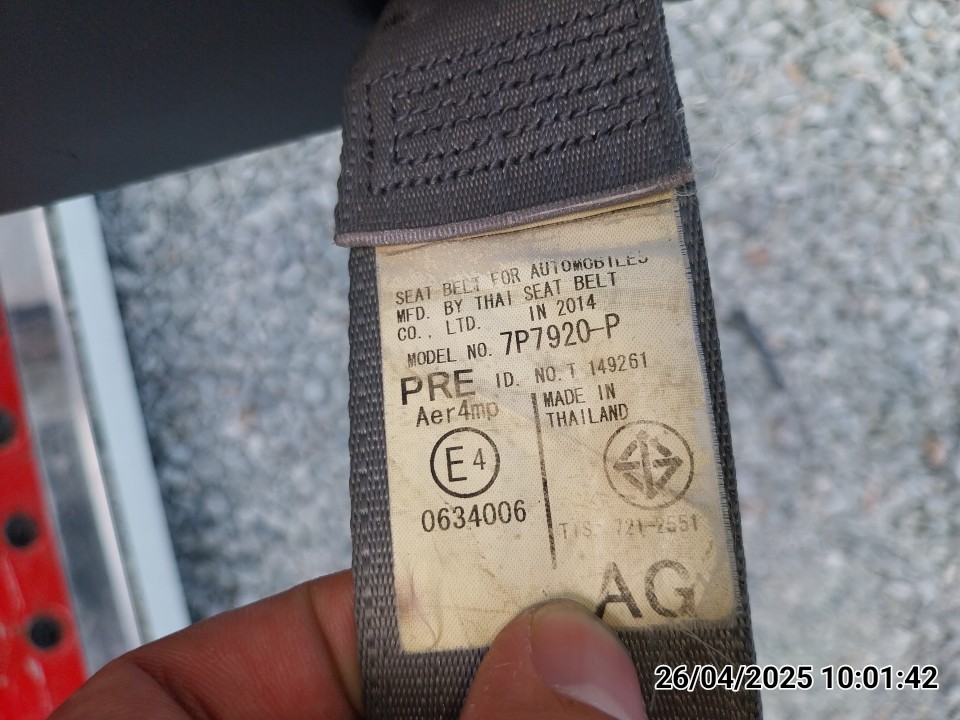 SEAT BELT FOR AUTOMOBILES
MFD. BY THAI SEAT BELT
CO., LTD. IN 2014
MODEL NO. 7P7920-P
PRE ID. NO. T 149261
Aer4mp
MADE IN
THAILAND
E4
0634006
TIS 721-2551
AG
26/04/2025 10:01:42